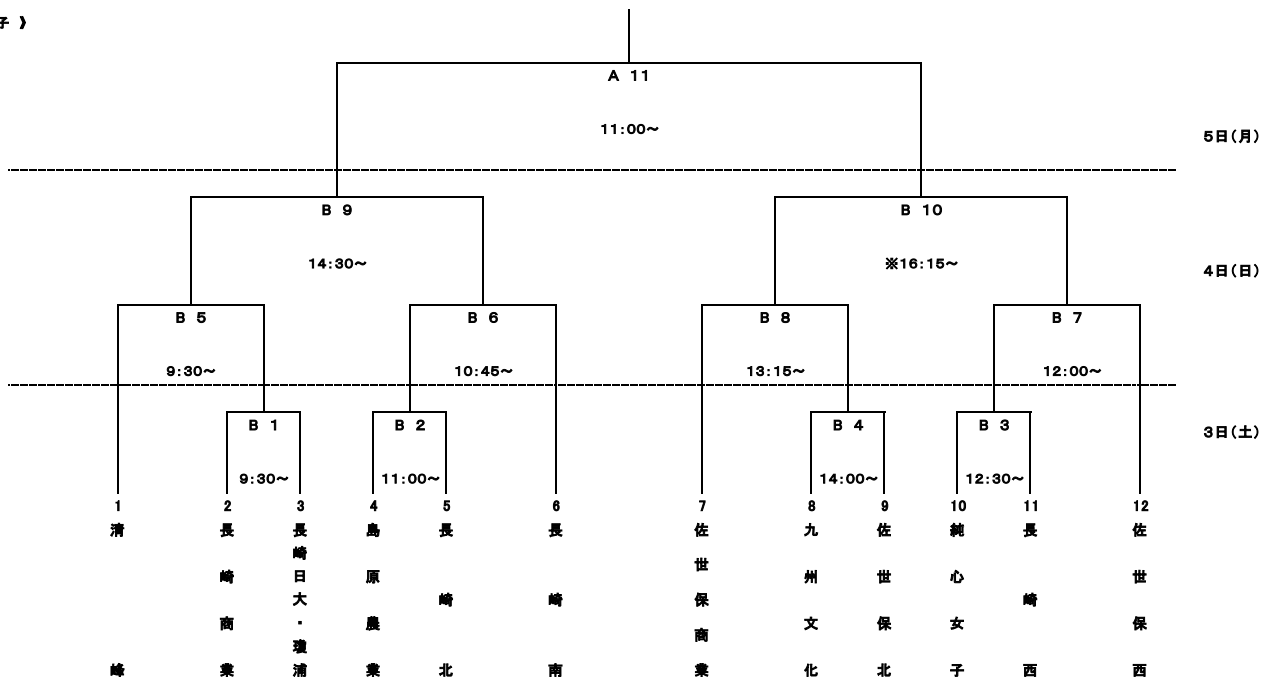 子 》
A 11
11:00~
5日(月)
B 9
B 10
14:30~
※16:15~
4日(日)
B 5
B 6
B 8
B 7
9:30~
10:45~
13:15~
12:00~
B 1
B 2
B 4
B 3
3日(土)
9:30~
11:00~
14:00~
12:30~
1
2
3
4
5
6
7
8
9
10
11
12
清峰
長崎商業
長崎日大・瓊浦
島原農業
長崎北
長崎南
佐世保商業
九州文化
佐世保北
純心女子
長崎西
佐世保西